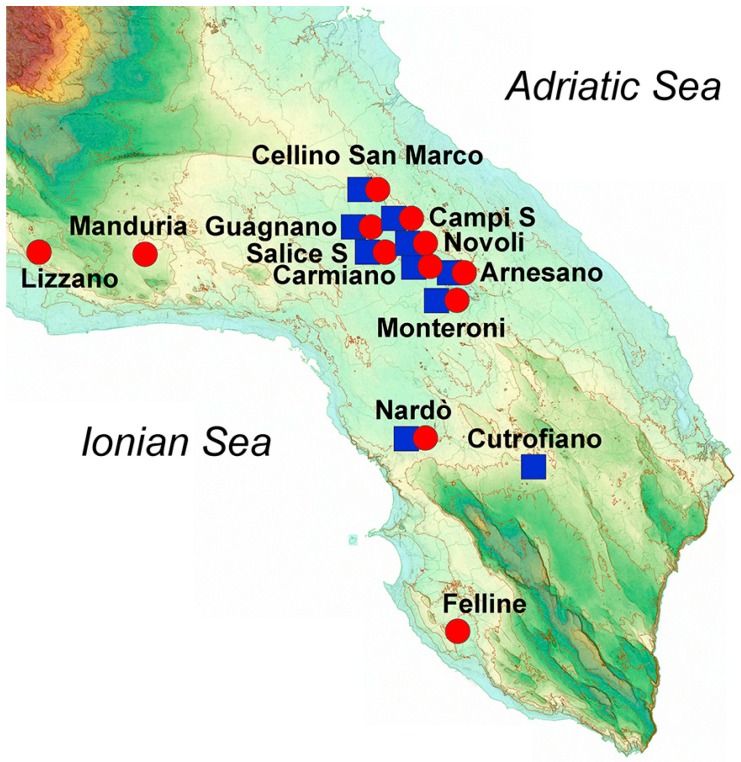 Adriatic Sea
Cellino San Marco
Campi S
Manduria
Guagnano
Novoli
Salice S
Lizzano
Carmiano
Arnesano
Monteroni
Nardò
Ionian Sea
Cutrofiano
Felline